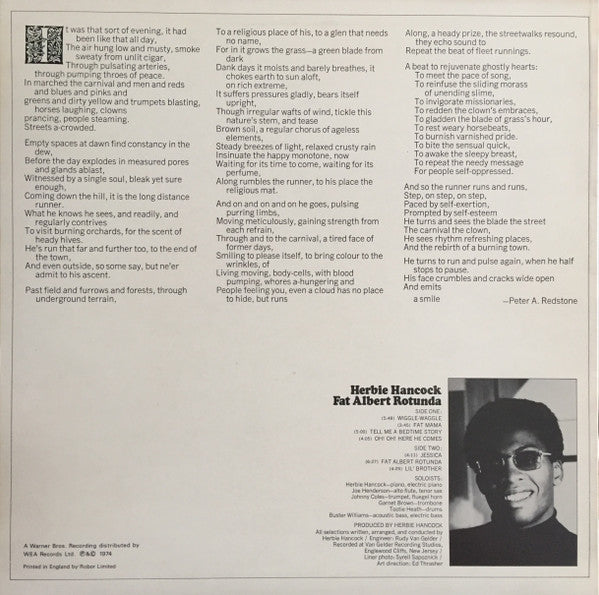 It was that sort of evening, it had
been like that all day,
The air hung low and musty, smoke
sweaty from unlit cigar,
Through pulsating arteries,
through pumping throes of peace.
In marched the carnival and men and reds
and blues and pinks and
greens and dirty yellow and trumpets blasting,
horses laughing, clowns
prancing, people steaming.
Streets a-crowded.
Empty spaces at dawn find constancy in the
dew,
Before the day explodes in measured pores
and glands ablast,
Witnessed by a single soul, bleak yet sure
enough,
Coming down the hill, it is the long distance
runner.
What he knows he sees, and readily, and
regularly contrives
To visit burning orchards, for the scent of
heady hives.
He's run that far and further too, to the end of
the town,
And even outside, so some say, but ne'er
admit to his ascent.
Past field and furrows and forests, through
underground terrain,
To a religious place of his, to a glen that needs
no name,
For in it grows the grass—a green blade from
dark
Dank days it moists and barely breathes, it
chokes earth to sun aloft,
on rich extreme,
It suffers pressures gladly, bears itself
upright,
Though irregular wafts of wind, tickle this
nature's stem, and tease
Brown soil, a regular chorus of ageless
elements,
Steady breezes of light, relaxed crusty rain
Insinuate the happy monotone, now
Waiting for its time to come, waiting for its
perfume,
Along rumbles the runner, to his place the
religious mat.
And on and on and on he goes, pulsing
purring limbs,
Moving meticulously, gaining strength from
each refrain,
Through and to the carnival, a tired face of
former days,
Smiling to please itself, to bring colour to the
wrinkles, of
Living moving, body-cells, with blood
pumping, whores a-hungering and
People feeling you, even a cloud has no place
to hide, but runs
Along, a heady prize, the streetwalks resound,
they echo sound to
Repeat the beat of fleet runnings.
A beat to rejuvenate ghostly hearts:
To meet the pace of song,
To reinfuse the sliding morass
of unending slime,
To invigorate missionaries,
To redden the clown's embraces,
To gladden the blade of grass's hour,
To rest weary horsebeats,
To burnish varnished pride.
To bite the sensual quick,
To awake the sleepy breast,
To repeat the needy message
For people self-oppressed.
And so the runner runs and runs,
Step, on step, on step,
Paced by self-exertion,
Prompted by self-esteem
He turns and sees the blade the street
The carnival the clown,
He sees rhythm refreshing places,
And the rebirth of a burning town.
He turns to run and pulse again, when he half
stops to pause.
His face crumbles and cracks wide open
And emits
a smile
—Peter A. Redstone
Herbie Hancock
Fat Albert Rotunda
SIDE ONE:
(5:48) WIGGLE-WAGGLE
(3:45) FAT MAMA
(5:00) TELL ME A BEDTIME STORY
(4:05) OH! OH! HERE HE COMES
SIDE TWO:
(4:11) JESSICA
(6:27) FAT ALBERT ROTUNDA
(4:25) LIL' BROTHER
SOLOISTS:
Herbie Hancock—piano, electric piano
Joe Henderson—alto flute, tenor sax
Johnny Coles—trumpet, fluegel horn
Garnet Brown—trombone
Tootie Heath—drums
Buster Williams—acoustic bass, electric bass
PRODUCED BY HERBIE HANCOCK
All selections written, arranged, and conducted by
Herbie Hancock / Engineer: Rudy Van Gelder /
Recorded at Van Gelder Recording Studios,
Englewood Cliffs, New Jersey /
Liner photo: Syrell Sapoznick /
Art direction: Ed Thrasher
A Warner Bros. Recording distributed by
WEA Records Ltd. ℗&© 1974
Printed in England by Robor Limited